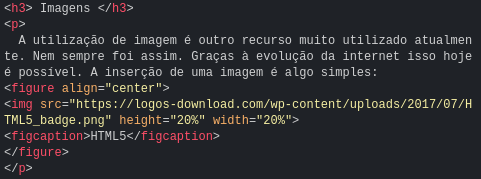 <h3> Imagens </h3>
<p>
A utilização de imagem é outro recurso muito utilizado atualmen
te. Nem sempre foi assim. Graças à evolução da internet isso hoje
é possível. A inserção de uma imagem é algo simples:
<figure align="center">
<img src="https://logos-download.com/wp-content/uploads/2017/07/H
TML5_badge.png" height="20%" width="20%">
<figcaption>HTML5</figcaption>
</figure>
</p>